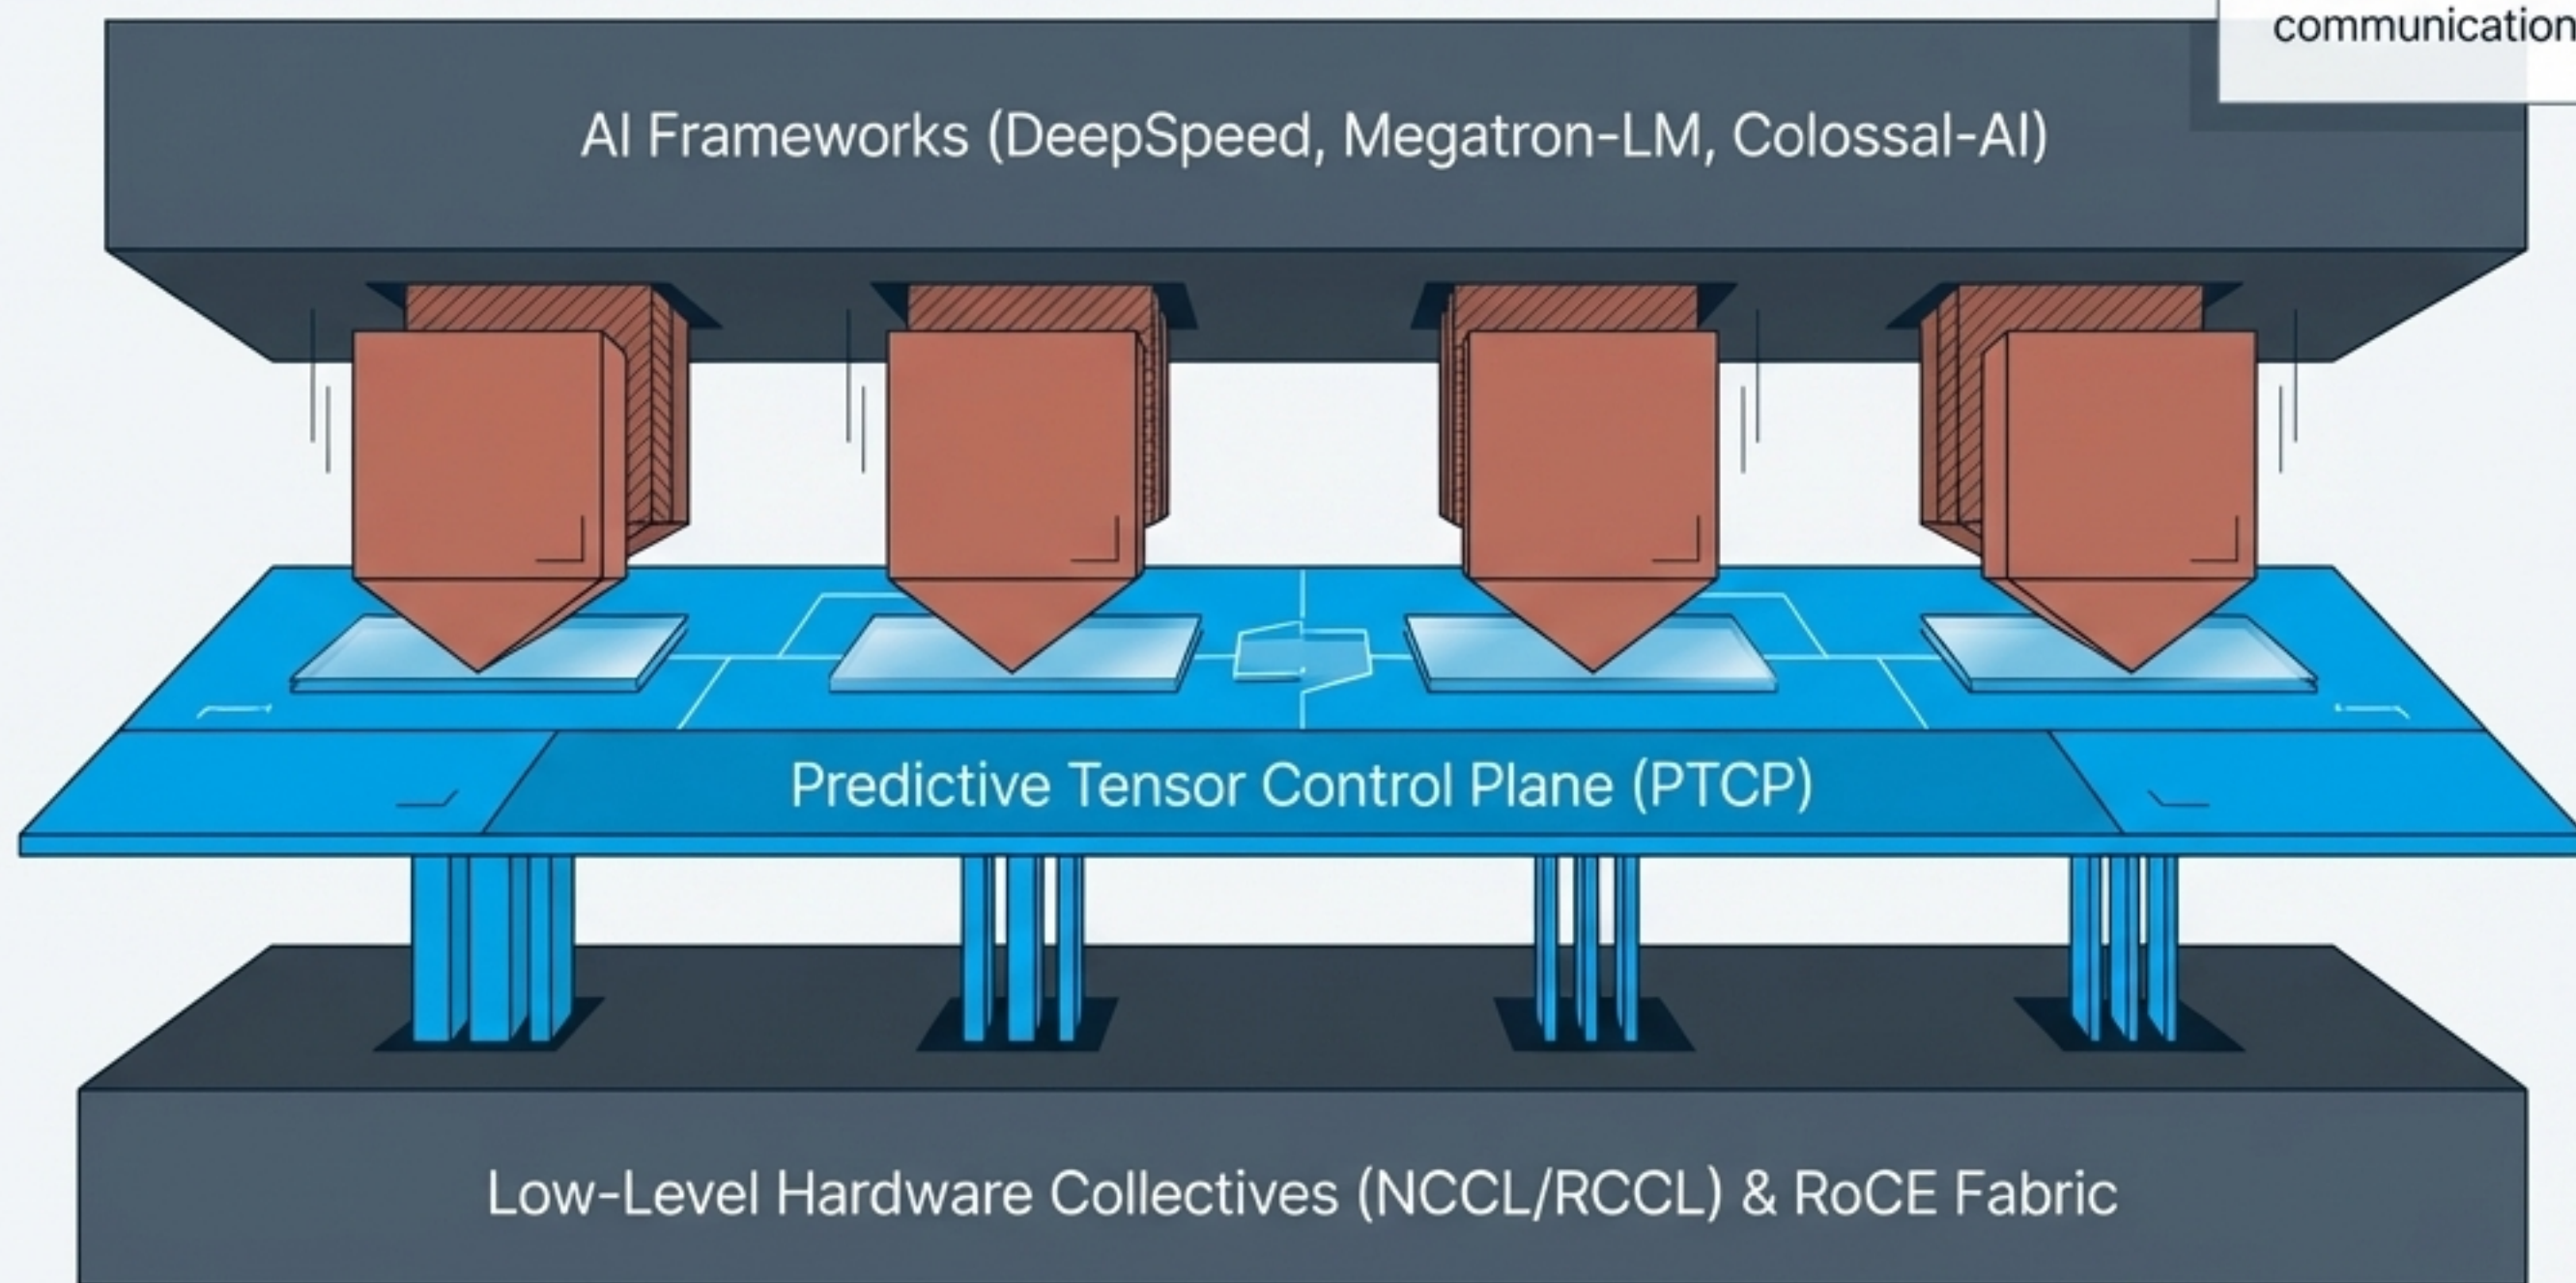 communication
AI Frameworks (DeepSpeed, Megatron-LM, Colossal-AI)
Predictive Tensor Control Plane (PTCP)
Low-Level Hardware Collectives (NCCL/RCCL) & RoCE Fabric